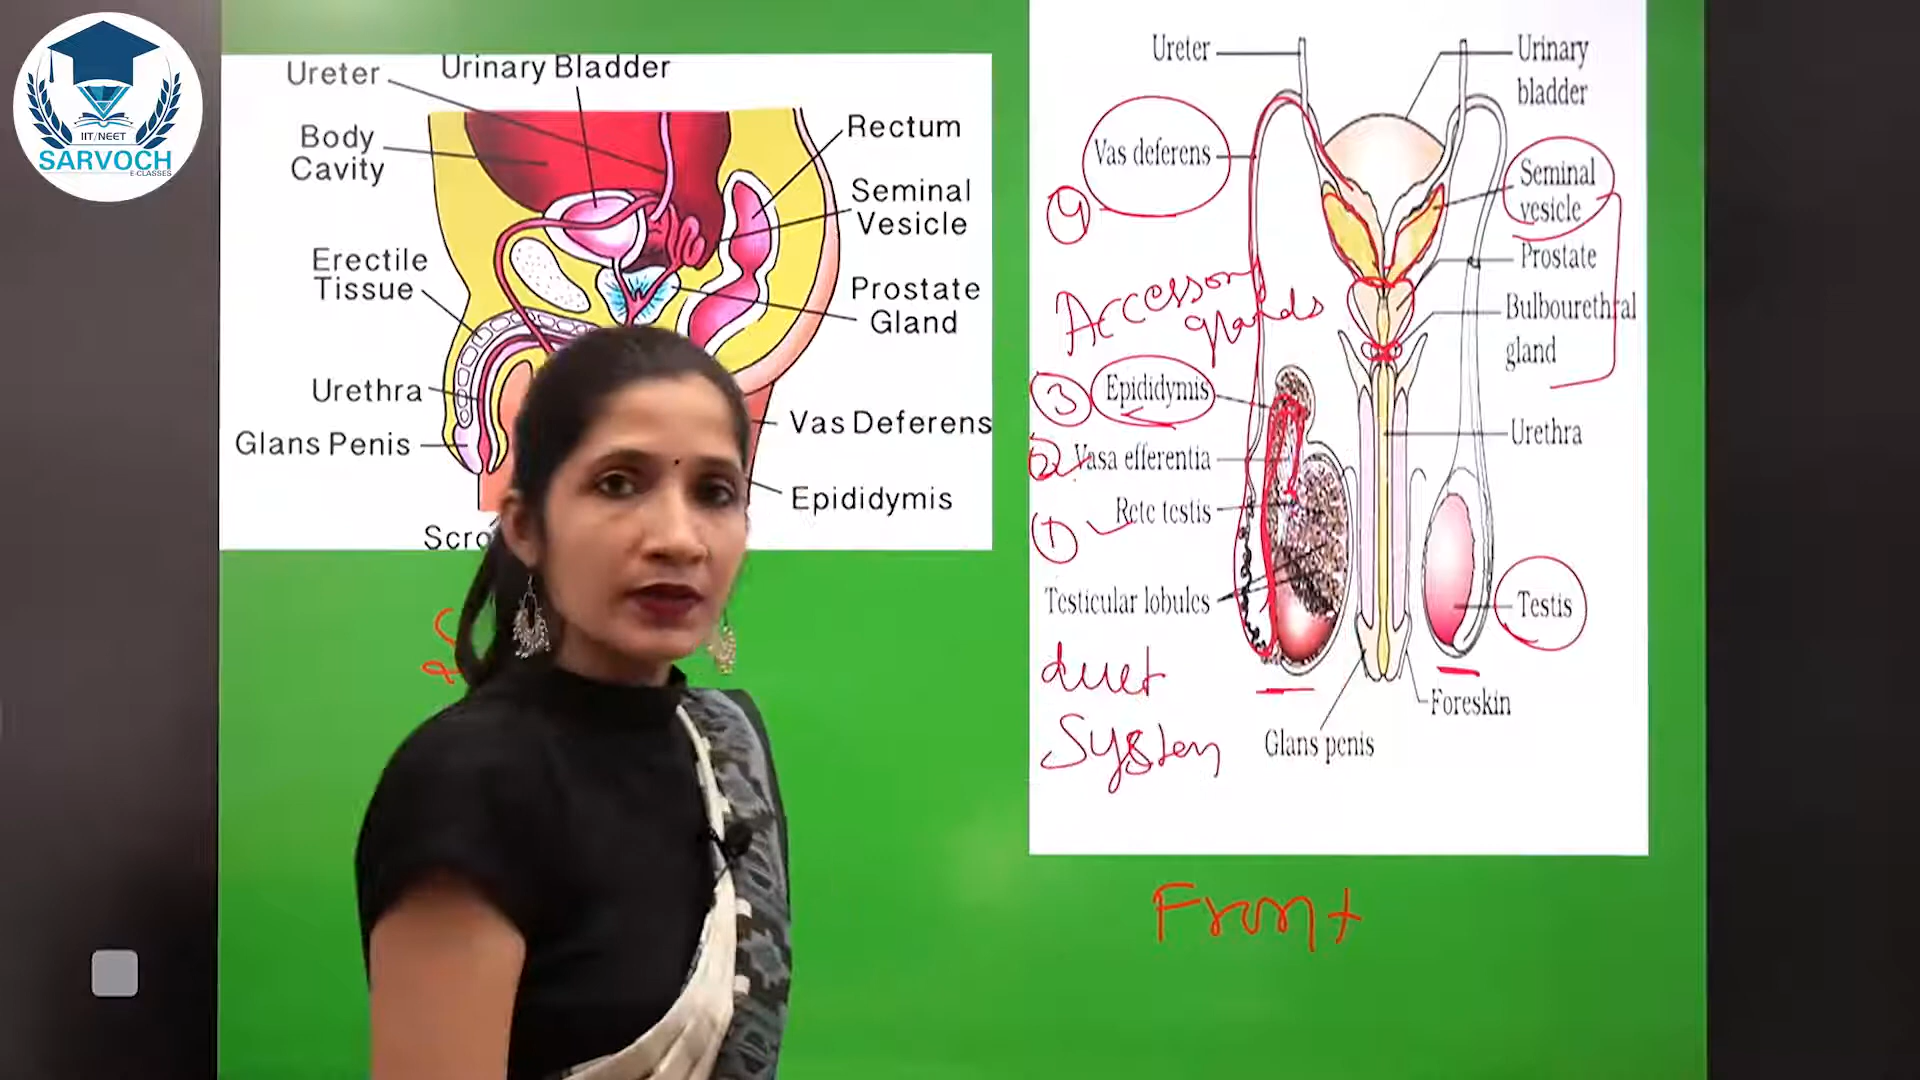 IIT/NEET
SARVOCH
E-CLASSES
Ureter
Urinary Bladder
Body
Cavity
Rectum
Seminal
Vesicle
Erectile
Tissue
Prostate
Gland
Urethra
Glans Penis
Vas Deferens
Epididymis
Scro
Ureter
Urinary
bladder
Vas deferens
4
Seminal
vesicle
Prostate
Accessory
glands
Bulbourethral
gland
3
Epididymis
Urethra
2
Vasa efferentia
1
Rete testis
Testicular lobules
Testis
duct
System
Foreskin
Glans penis
Front